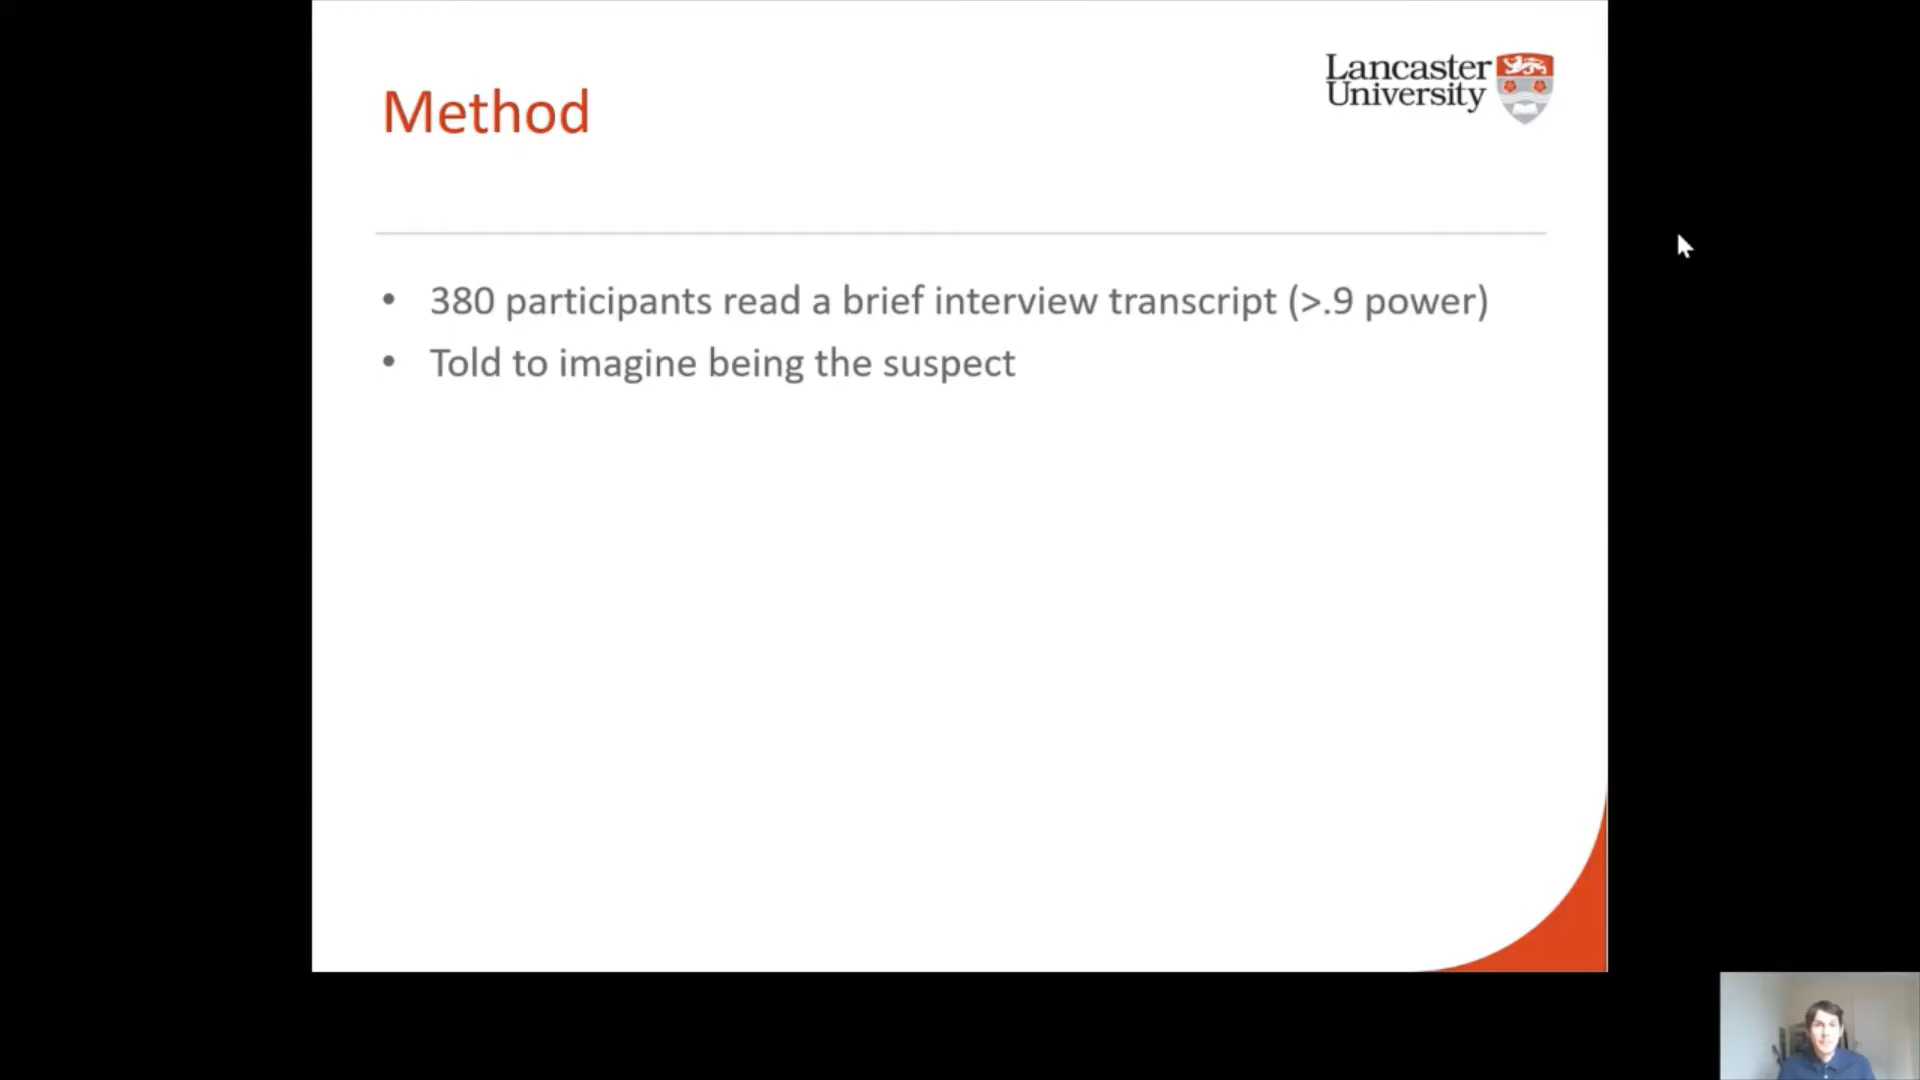 Lancaster
University
Method
• 380 participants read a brief interview transcript (>.9 power)
• Told to imagine being the suspect